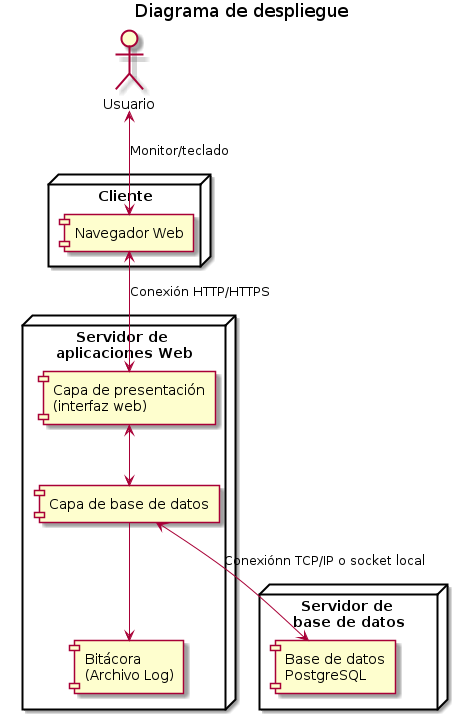 Diagrama de despliegue
Usuario
Monitor/teclado
Cliente
Navegador Web
Conexión HTTP/HTTPS
Servidor de
aplicaciones Web
Capa de presentación
(interfaz web)
Capa de base de datos
Conexiónn TCP/IP o socket local
Servidor de
base de datos
Bitácora
(Archivo Log)
Base de datos
PostgreSQL